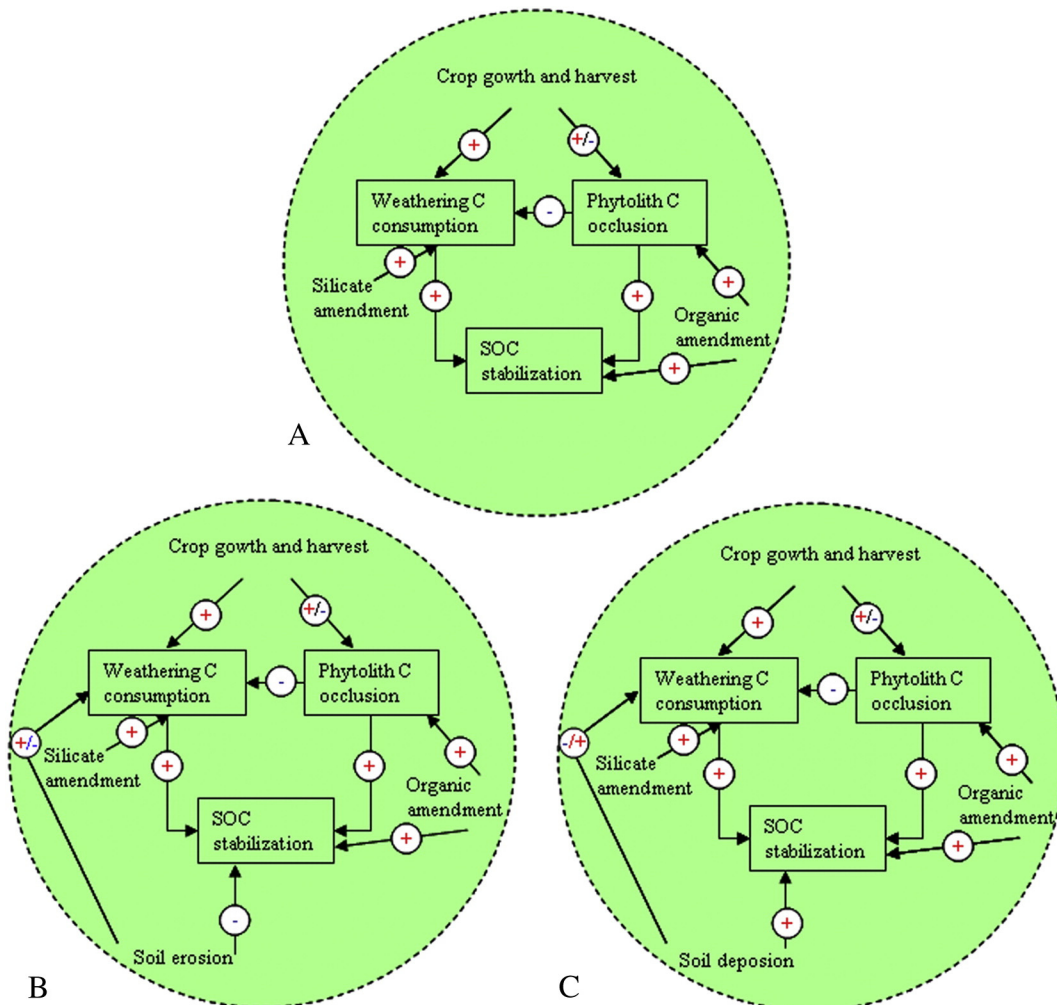 Crop gowth and harvest
+
+/-
Weathering C
consumption
-
Phytolith C
occlusion
+
Silicate
amendment
+
+
+
Organic
amendment
SOC
stabilization
+
A
Crop gowth and harvest
+
+/-
Weathering C
consumption
-
Phytolith C
occlusion
+/-
+
Silicate
amendment
+
+
+
Organic
amendment
SOC
stabilization
+
-
Soil erosion
B
Crop gowth and harvest
+
+/-
Weathering C
consumption
-
Phytolith C
occlusion
-/+
+
Silicate
amendment
+
+
+
Organic
amendment
SOC
stabilization
+
+
Soil deposion
C